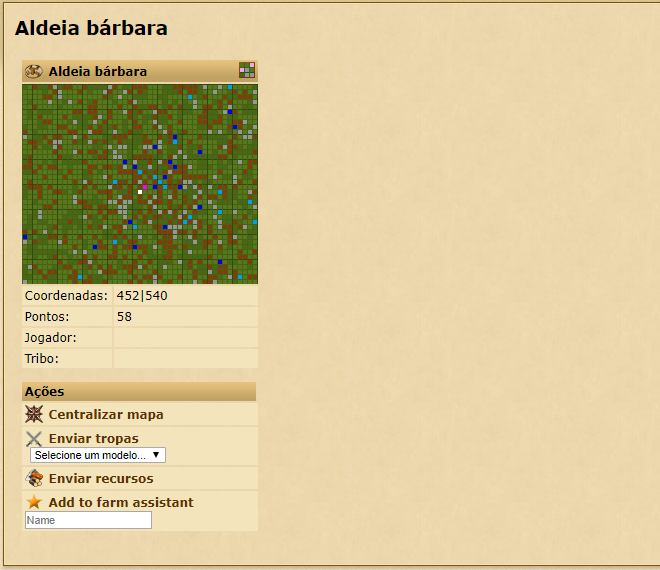 Aldeia bárbara
Aldeia bárbara
Coordenadas: 452|540
Pontos: 58
Jogador:
Tribo:
Ações
Centralizar mapa
Enviar tropas
Selecione um modelo...
Enviar recursos
Add to farm assistant
Name